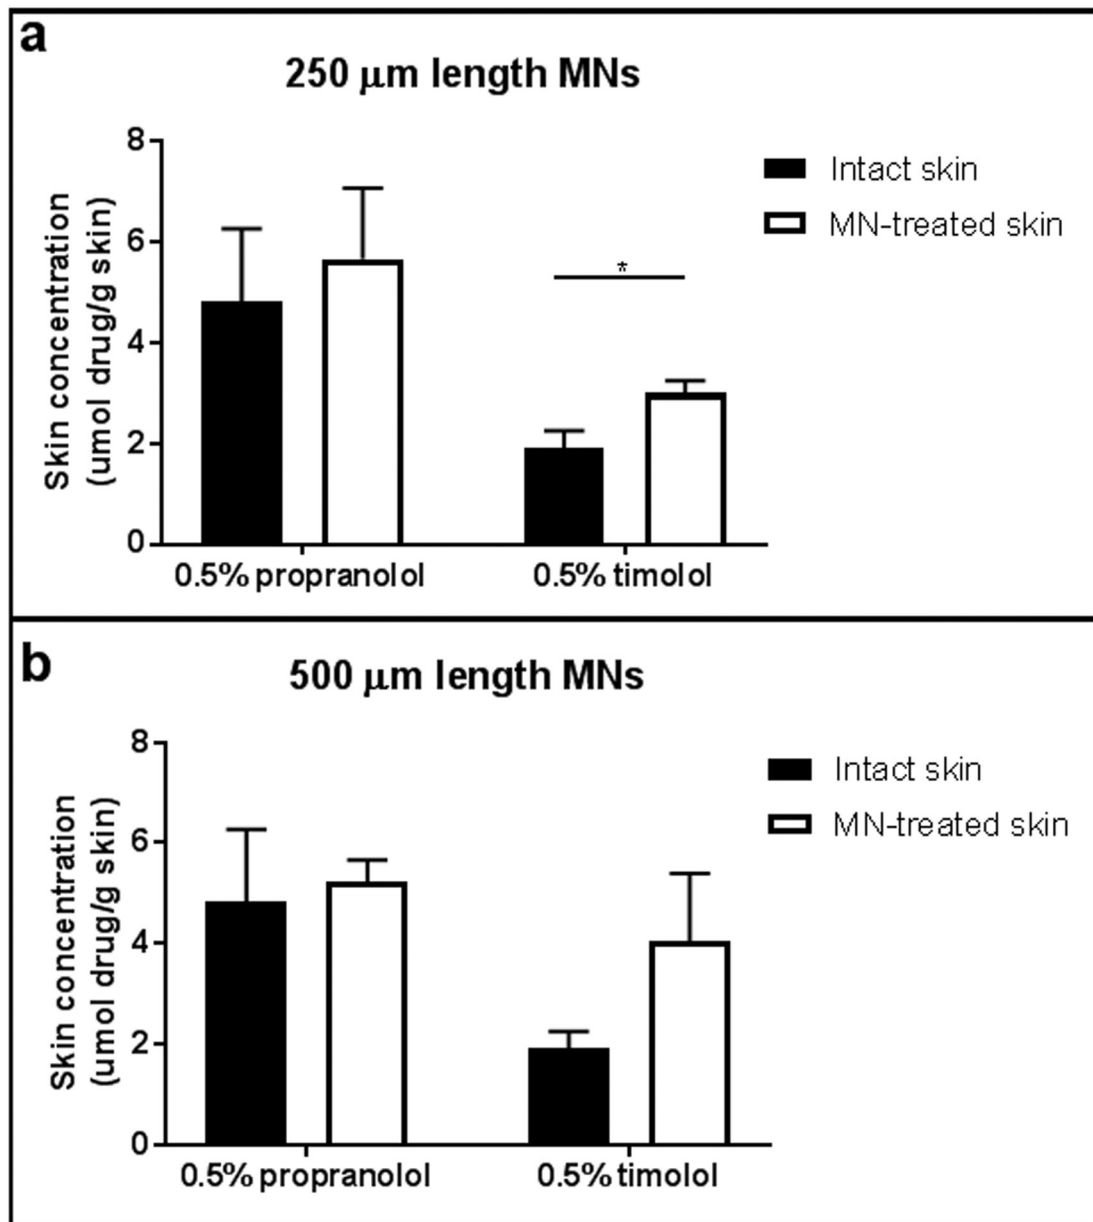 a
250 μm length MNs
Skin concentration
(umol drug/g skin)
8
6
4
2
0
Intact skin
MN-treated skin
*
0.5% propranolol
0.5% timolol
b
500 μm length MNs
Skin concentration
(umol drug/g skin)
8
6
4
2
0
Intact skin
MN-treated skin
0.5% propranolol
0.5% timolol